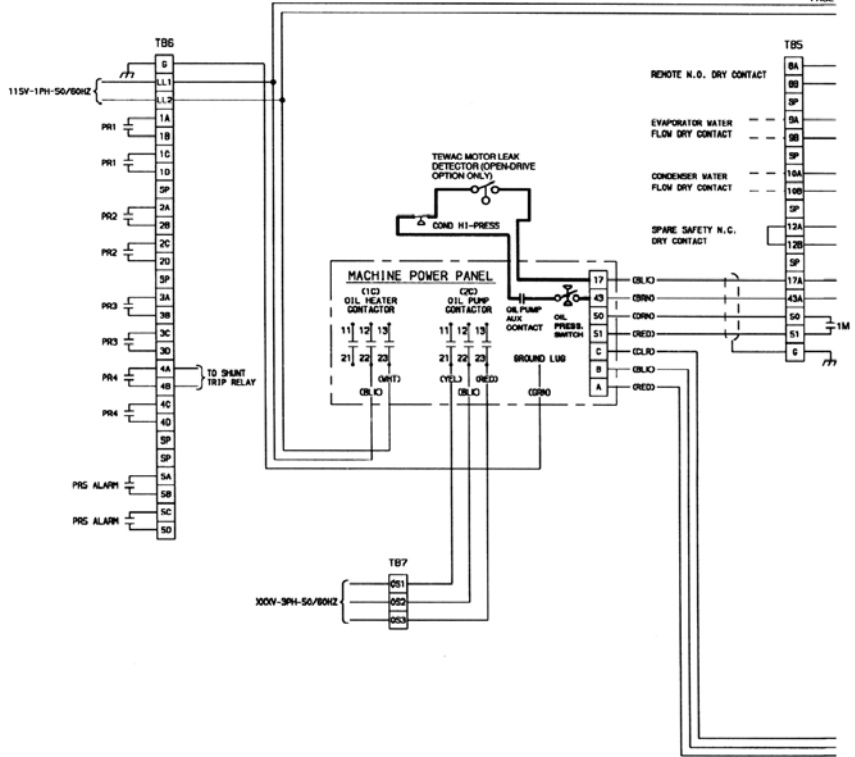 TB6
G
115V-1PH-50/60HZ
LL1
LL2
PR1
1A
1B
PR1
1C
1D
SP
PR2
2A
2B
PR2
2C
2D
SP
PR3
3A
3B
PR3
3C
3D
PR4
4A
4B
TO SHUNT
TRIP RELAY
PR4
4C
4D
SP
SP
PR5 ALARM
5A
5B
PR5 ALARM
5C
5D
TEWAC MOTOR LEAK
DETECTOR (OPEN-DRIVE
OPTION ONLY)
COND HI-PRESS
MACHINE POWER PANEL
(1C)
OIL HEATER
CONTACTOR
11 12 13
21 22 23
(WHT)
(BLK)
(2C)
OIL PUMP
CONTACTOR
11 12 13
21 22 23
(YEL) (RED)
(BLK)
OIL PUMP
AUX
CONTACT
OIL
PRESS.
SWITCH
GROUND LUG
(GRN)
17 (BLK)
43 (BRN)
50 (ORN)
51 (RED)
C (CLR)
B (BLK)
A (RED)
TB5
REMOTE N.O. DRY CONTACT
8A
8B
SP
EVAPORATOR WATER
FLOW DRY CONTACT
9A
9B
SP
CONDENSER WATER
FLOW DRY CONTACT
10A
10B
SP
SPARE SAFETY N.C.
DRY CONTACT
12A
12B
SP
17A
43A
50
51
1M
G
TB7
XXXV-3PH-50/60HZ
OS1
OS2
OS3